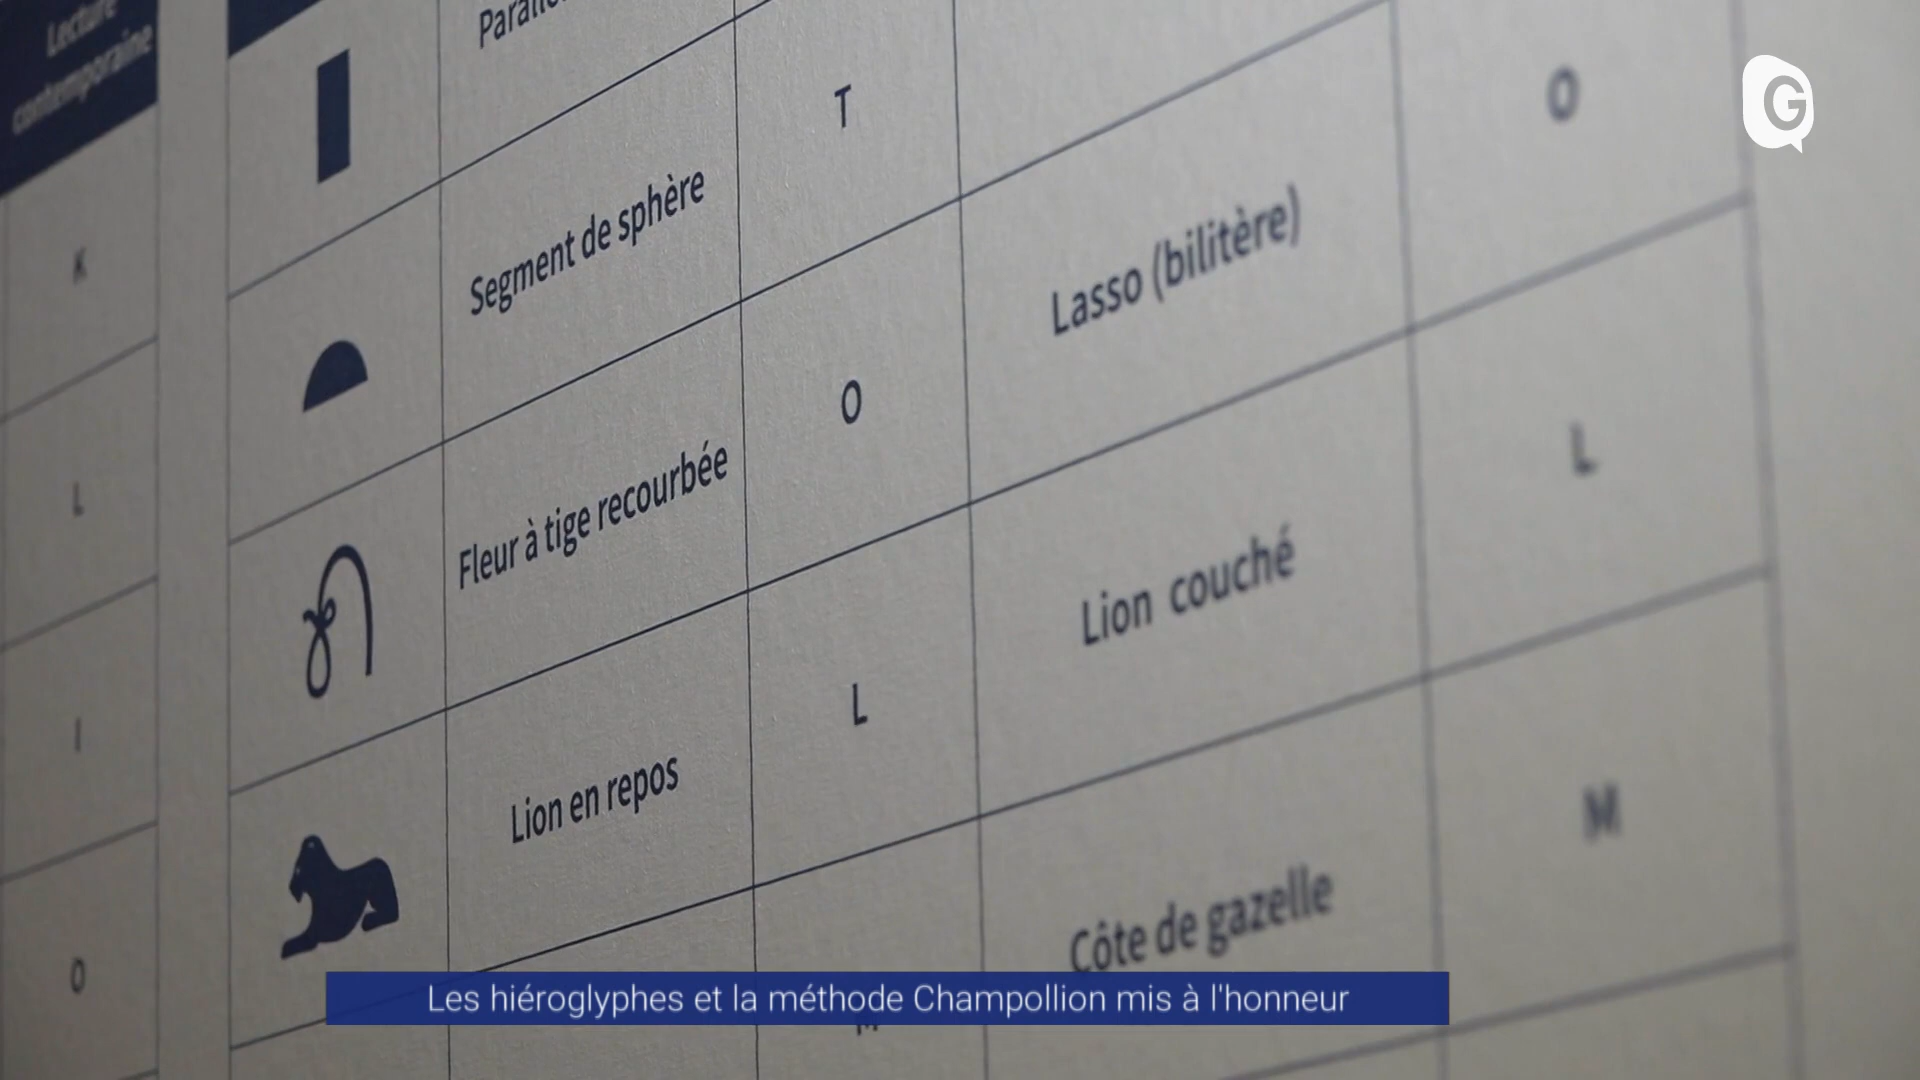 Lecture
contemporaine
K
L
I
O
T
Segment de sphère
O
Lasso (bilitère)
O
Fleur à tige recourbée
L
Lion couché
L
Lion en repos
Côte de gazelle
M
G
Les hiéroglyphes et la méthode Champollion mis à l'honneur